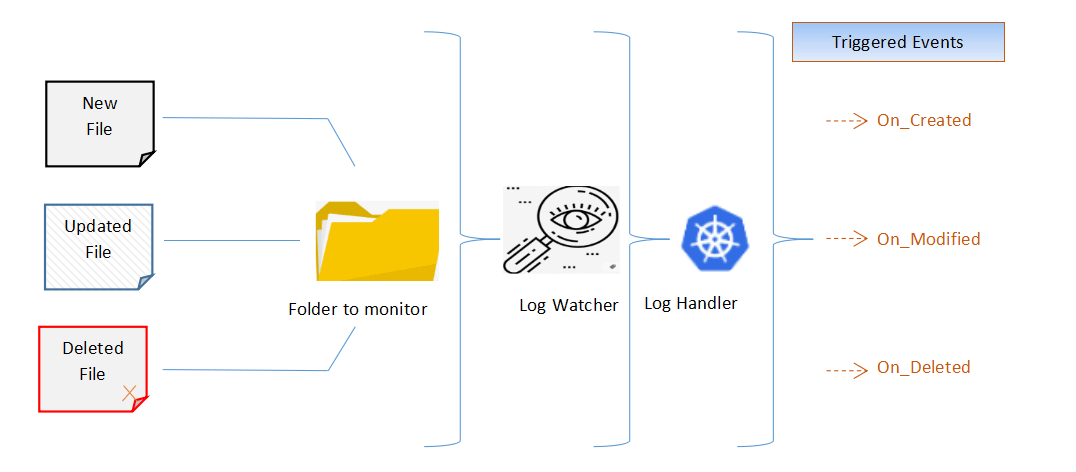 Triggered Events
New
File
On_Created
Updated
File
On_Modified
Folder to monitor
Log Watcher
Log Handler
Deleted
File
On_Deleted